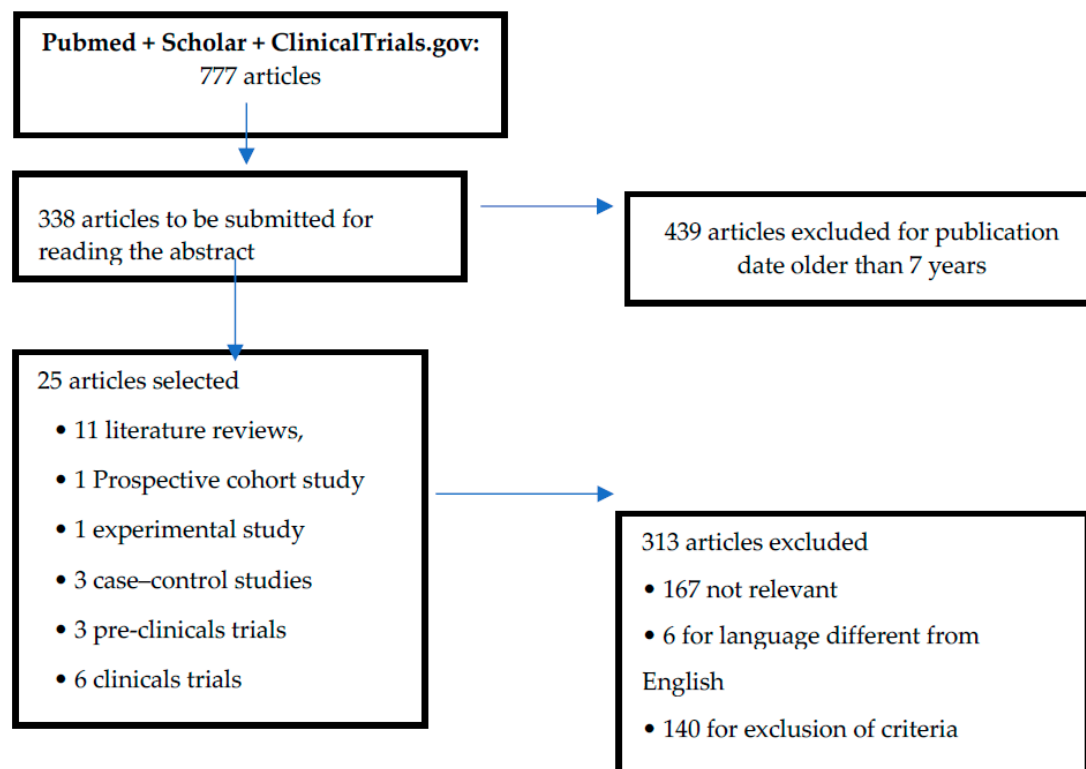 Pubmed + Scholar + ClinicalTrials.gov:
777 articles
338 articles to be submitted for
reading the abstract
439 articles excluded for publication
date older than 7 years
25 articles selected
• 11 literature reviews,
• 1 Prospective cohort study
• 1 experimental study
• 3 case–control studies
• 3 pre-clinicals trials
• 6 clinicals trials
313 articles excluded
• 167 not relevant
• 6 for language different from
English
• 140 for exclusion of criteria